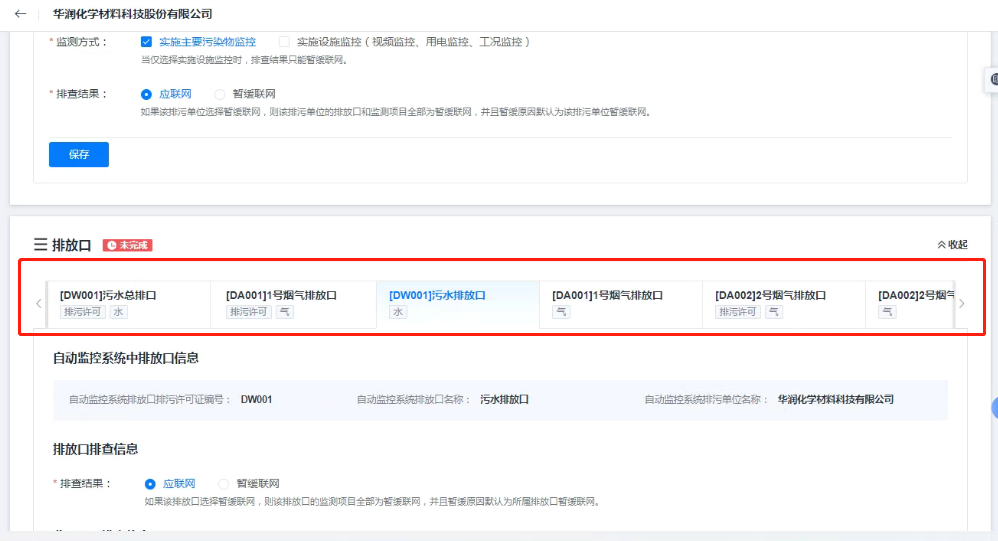 华润化学材料科技股份有限公司
* 监测方式： 实施主要污染物监控 实施设施监控（视频监控、用电监控、工况监控）
当仅选择实施设施监控时，排查结果只能暂缓联网。
* 排查结果： 应联网 暂缓联网
如果该排污单位选择暂缓联网，则该排污单位的排放口和监测项目全部为暂缓联网，并且暂缓原因默认为该排污单位暂缓联网。
保存
排放口 未完成 收起
[DW001]污水总排口 [DA001]1号烟气排放口 [DW001]污水排放口 [DA001]1号烟气排放口 [DA002]2号烟气排放口 [DA002]2号烟气
排污许可 水 排污许可 气 水 气 排污许可 气 气
自动监控系统中排放口信息
自动监控系统排放口排污许可证编号： DW001 自动监控系统排放口名称： 污水排放口 自动监控系统排污单位名称： 华润化学材料科技有限公司
排放口排查信息
* 排查结果： 应联网 暂缓联网
如果该排放口选择暂缓联网，则该排放口的监测项目全部为暂缓联网，并且暂缓原因默认为所属排放口暂缓联网。